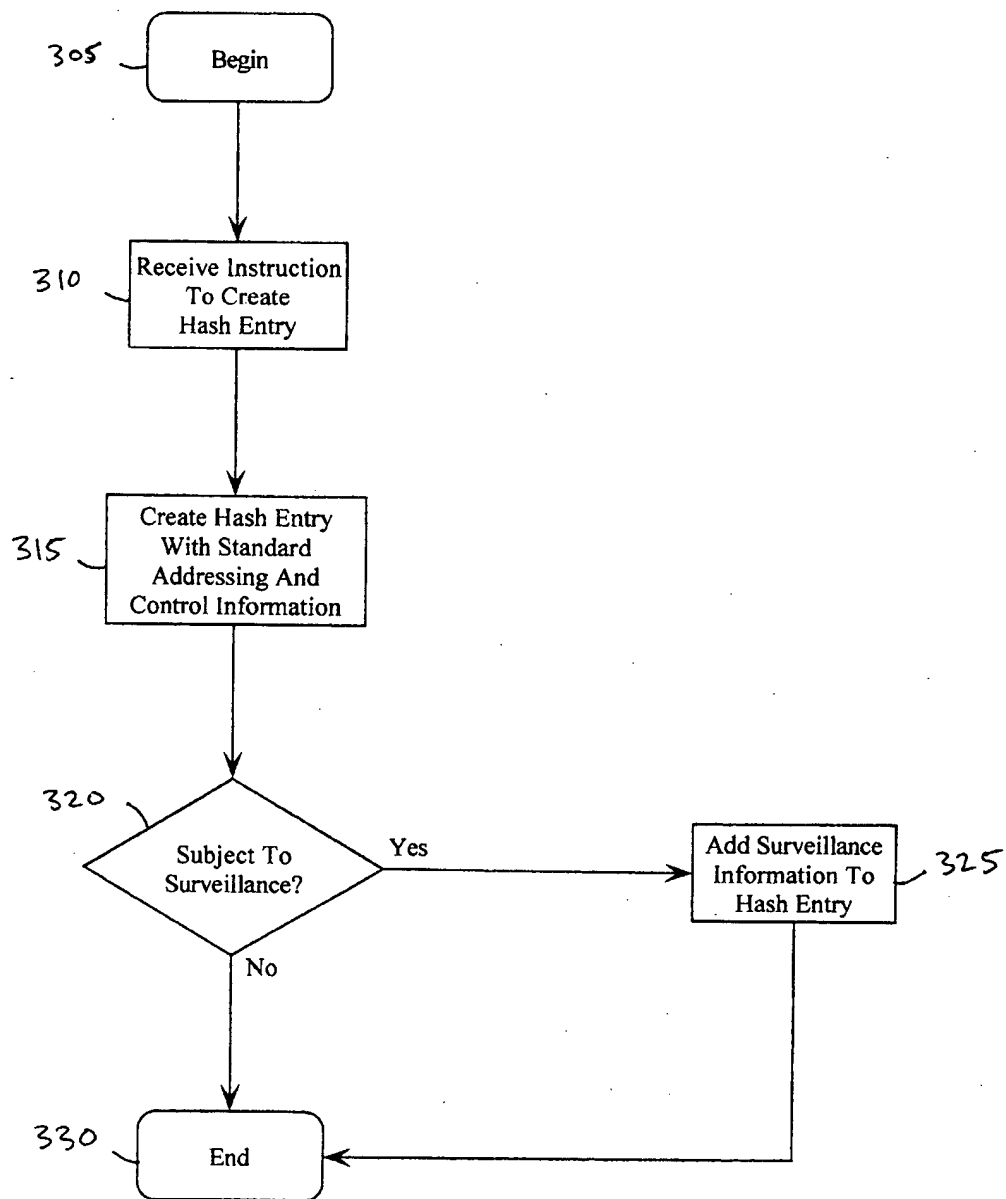 305
Begin
310
Receive Instruction
To Create
Hash Entry
315
Create Hash Entry
With Standard
Addressing And
Control Information
320
Subject To
Surveillance?
Yes
Add Surveillance
Information To
Hash Entry
325
No
330
End